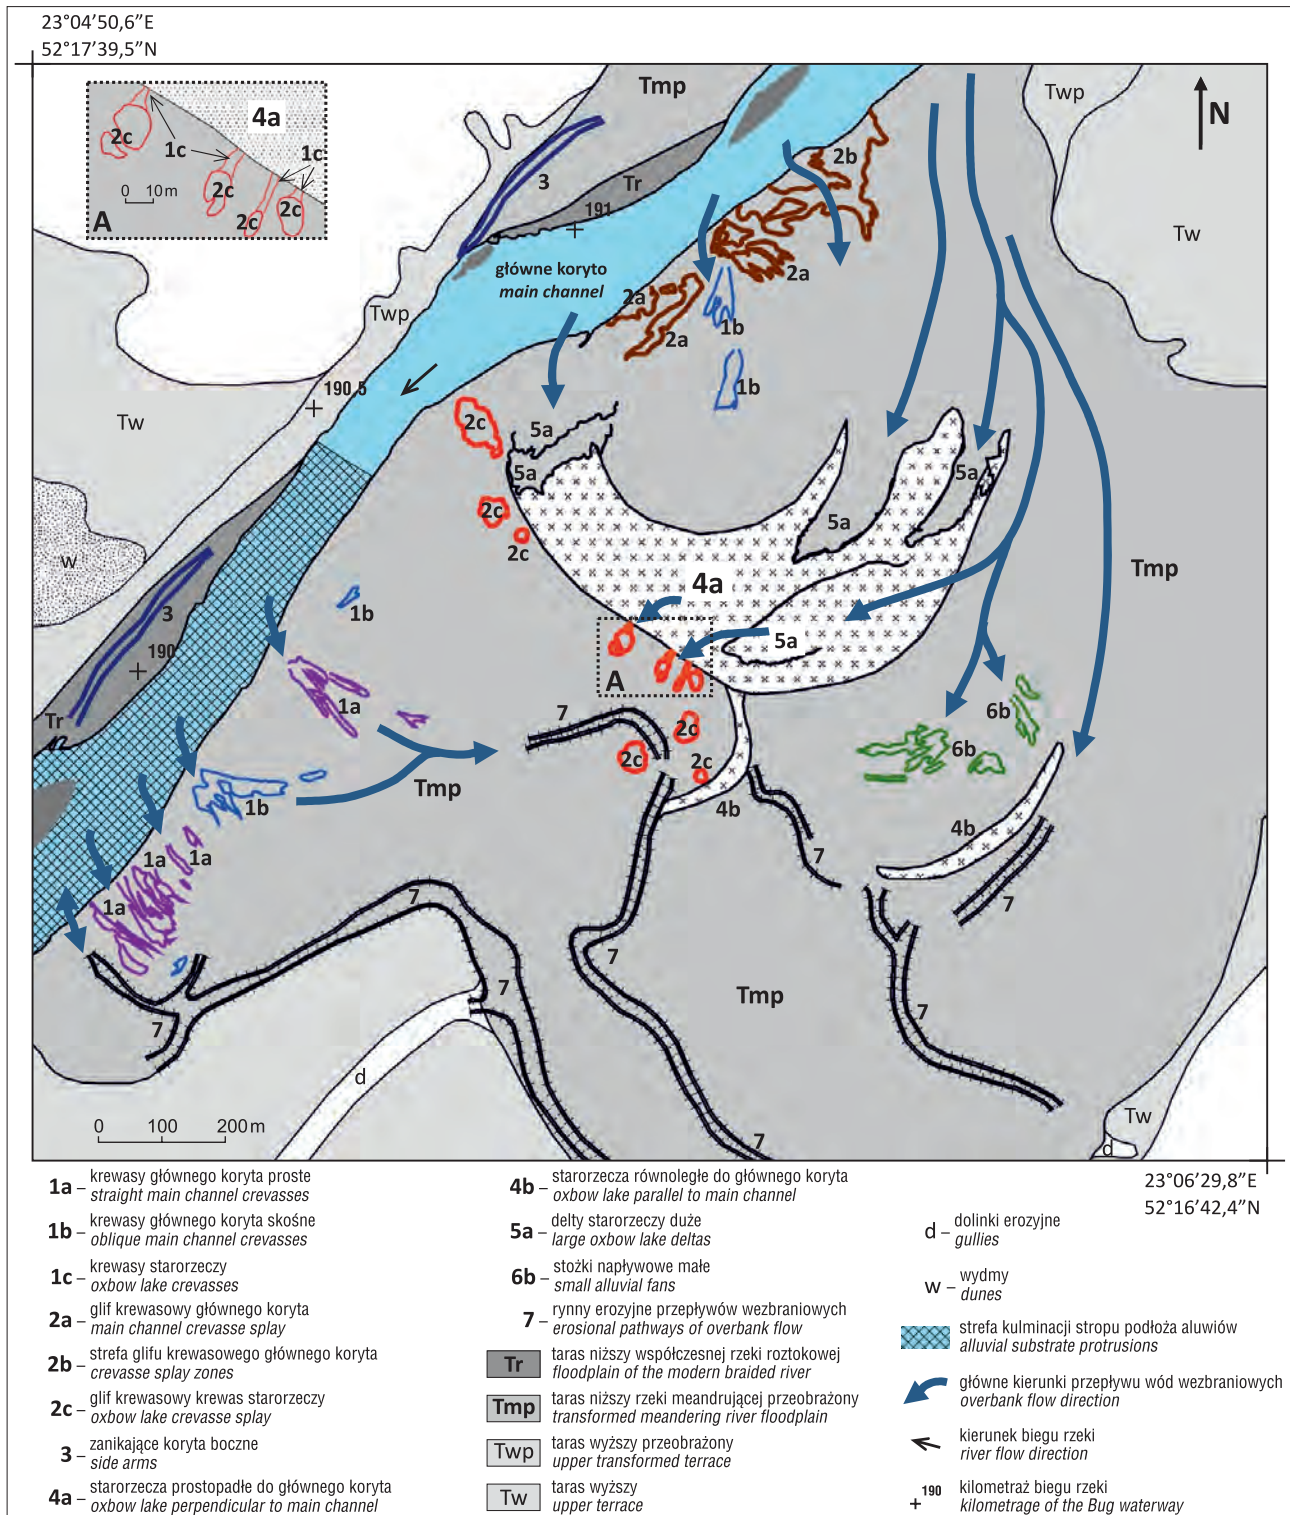 23°04’50,6”E
52°17’39,5”N
Tmp
Twp
N
4a
2c
1c
1c
2c
2c
2c
0 10 m
A
3
Tr
2b
191
Tw
główne koryto
main channel
2a
2a
2a
1b
Twp
1b
190,5
Tw
2c
5a
5a
5a
5a
2c
2c
w
4a
Tmp
1b
3
190
5a
A
1a
6b
Tr
7
2c
6b
2c
2c
Tmp
1b
4b
4b
1a
1a
7
7
1a
7
7
7
Tmp
7
7
d
Tw
d
7
0 100 200 m
23°06’29,8”E
52°16’42,4”N
1a – krewasy głównego koryta proste
straight main channel crevasses
1b – krewasy głównego koryta skośne
oblique main channel crevasses
1c – krewasy starorzeczy
oxbow lake crevasses
2a – glif krewasowy głównego koryta
main channel crevasse splay
2b – strefa glifu krewasowego głównego koryta
crevasse splay zones
2c – glif krewasowy krewas starorzeczy
oxbow lake crevasse splay
3 – zanikające koryta boczne
side arms
4a – starorzecza prostopadłe do głównego koryta
oxbow lake perpendicular to main channel
4b – starorzecza równoległe do głównego koryta
oxbow lake parallel to main channel
5a – delty starorzeczy duże
large oxbow lake deltas
6b – stożki napływowe małe
small alluvial fans
7 – rynny erozyjne przepływów wezbraniowych
erosional pathways of overbank flow
Tr taras niższy współczesnej rzeki roztokowej
floodplain of the modern braided river
Tmp taras niższy rzeki meandrującej przeobrażony
transformed meandering river floodplain
Twp taras wyższy przeobrażony
upper transformed terrace
Tw taras wyższy
upper terrace
d – dolinki erozyjne
gullies
w – wydmy
dunes
strefa kulminacji stropu podłoża aluwiów
alluvial substrate protrusions
główne kierunki przepływu wód wezbraniowych
overbank flow direction
kierunek biegu rzeki
river flow direction
190 kilometraż biegu rzeki
kilometrage of the Bug waterway